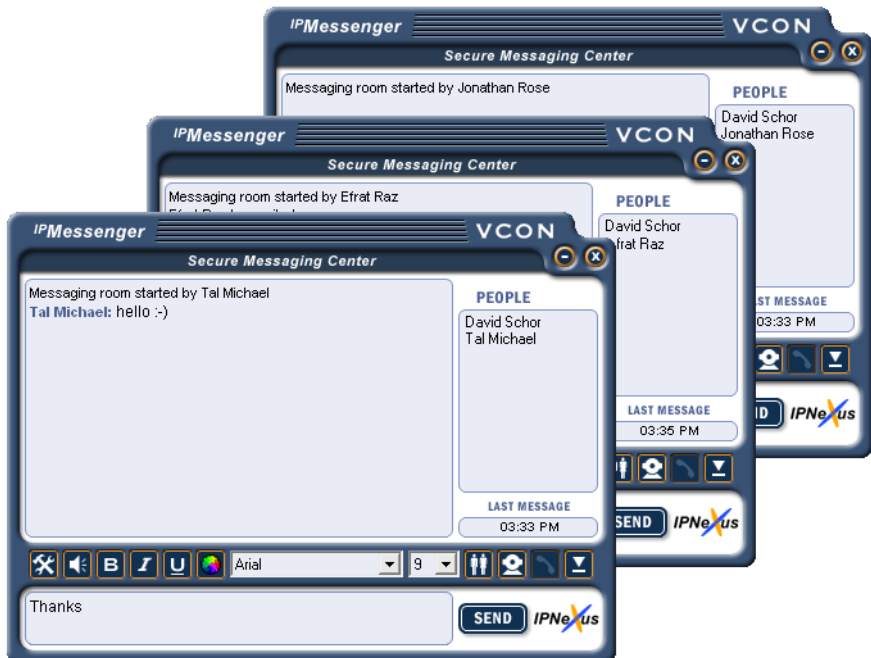 IPMessenger VCON
Secure Messaging Center
Messaging room started by Jonathan Rose
PEOPLE
David Schor
Jonathan Rose
LAST MESSAGE
03:33 PM
IPNeXus
IPMessenger VCON
Secure Messaging Center
Messaging room started by Efrat Raz
PEOPLE
David Schor
LAST MESSAGE
03:35 PM
SEND IPNeXus
IPMessenger VCON
Secure Messaging Center
Messaging room started by Tal Michael
Tal Michael: hello :-)
PEOPLE
David Schor
Tal Michael
LAST MESSAGE
03:33 PM
B I U Arial 9
Thanks
SEND IPNeXus